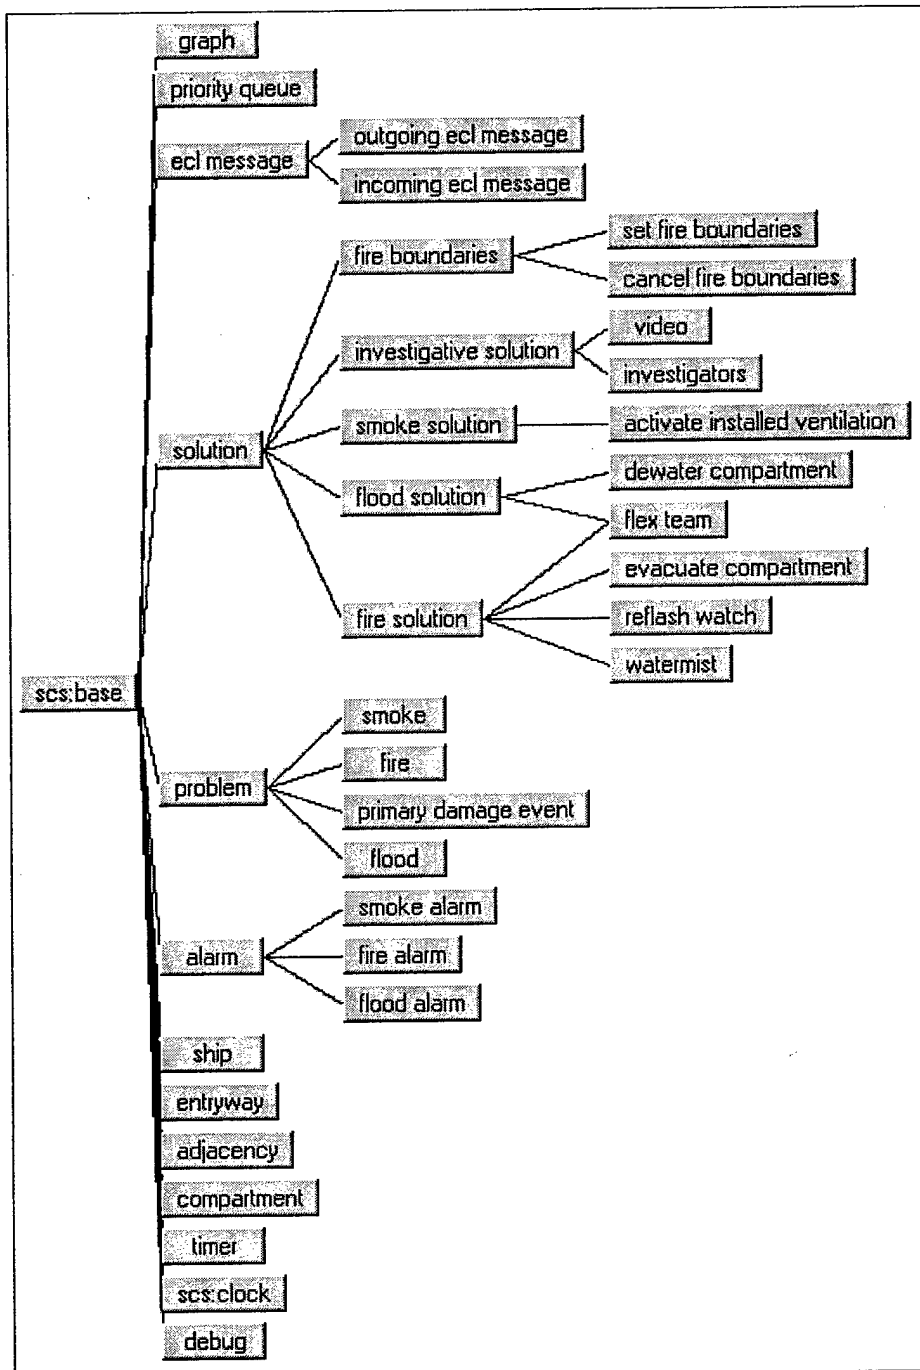 graph
priority queue
ecl message
outgoing ecl message
incoming ecl message
solution
fire boundaries
set fire boundaries
cancel fire boundaries
investigative solution
video
investigators
smoke solution
activate installed ventilation
flood solution
dewater compartment
flex team
fire solution
evacuate compartment
reflash watch
watermist
scs:base
problem
smoke
fire
primary damage event
flood
alarm
smoke alarm
fire alarm
flood alarm
ship
entryway
adjacency
compartment
timer
scs:clock
debug